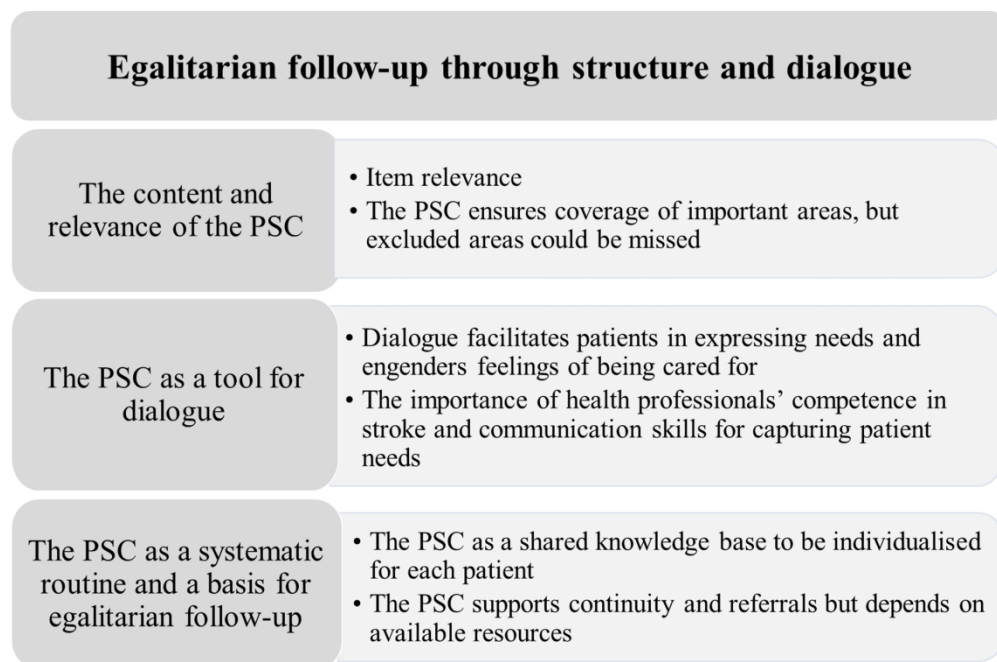 Egalitarian follow-up through structure and dialogue
The content and
relevance of the PSC
• Item relevance
• The PSC ensures coverage of important areas, but
excluded areas could be missed
The PSC as a tool for
dialogue
• Dialogue facilitates patients in expressing needs and
engenders feelings of being cared for
• The importance of health professionals’ competence in
stroke and communication skills for capturing patient
needs
The PSC as a systematic
routine and a basis for
egalitarian follow-up
• The PSC as a shared knowledge base to be individualised
for each patient
• The PSC supports continuity and referrals but depends on
available resources